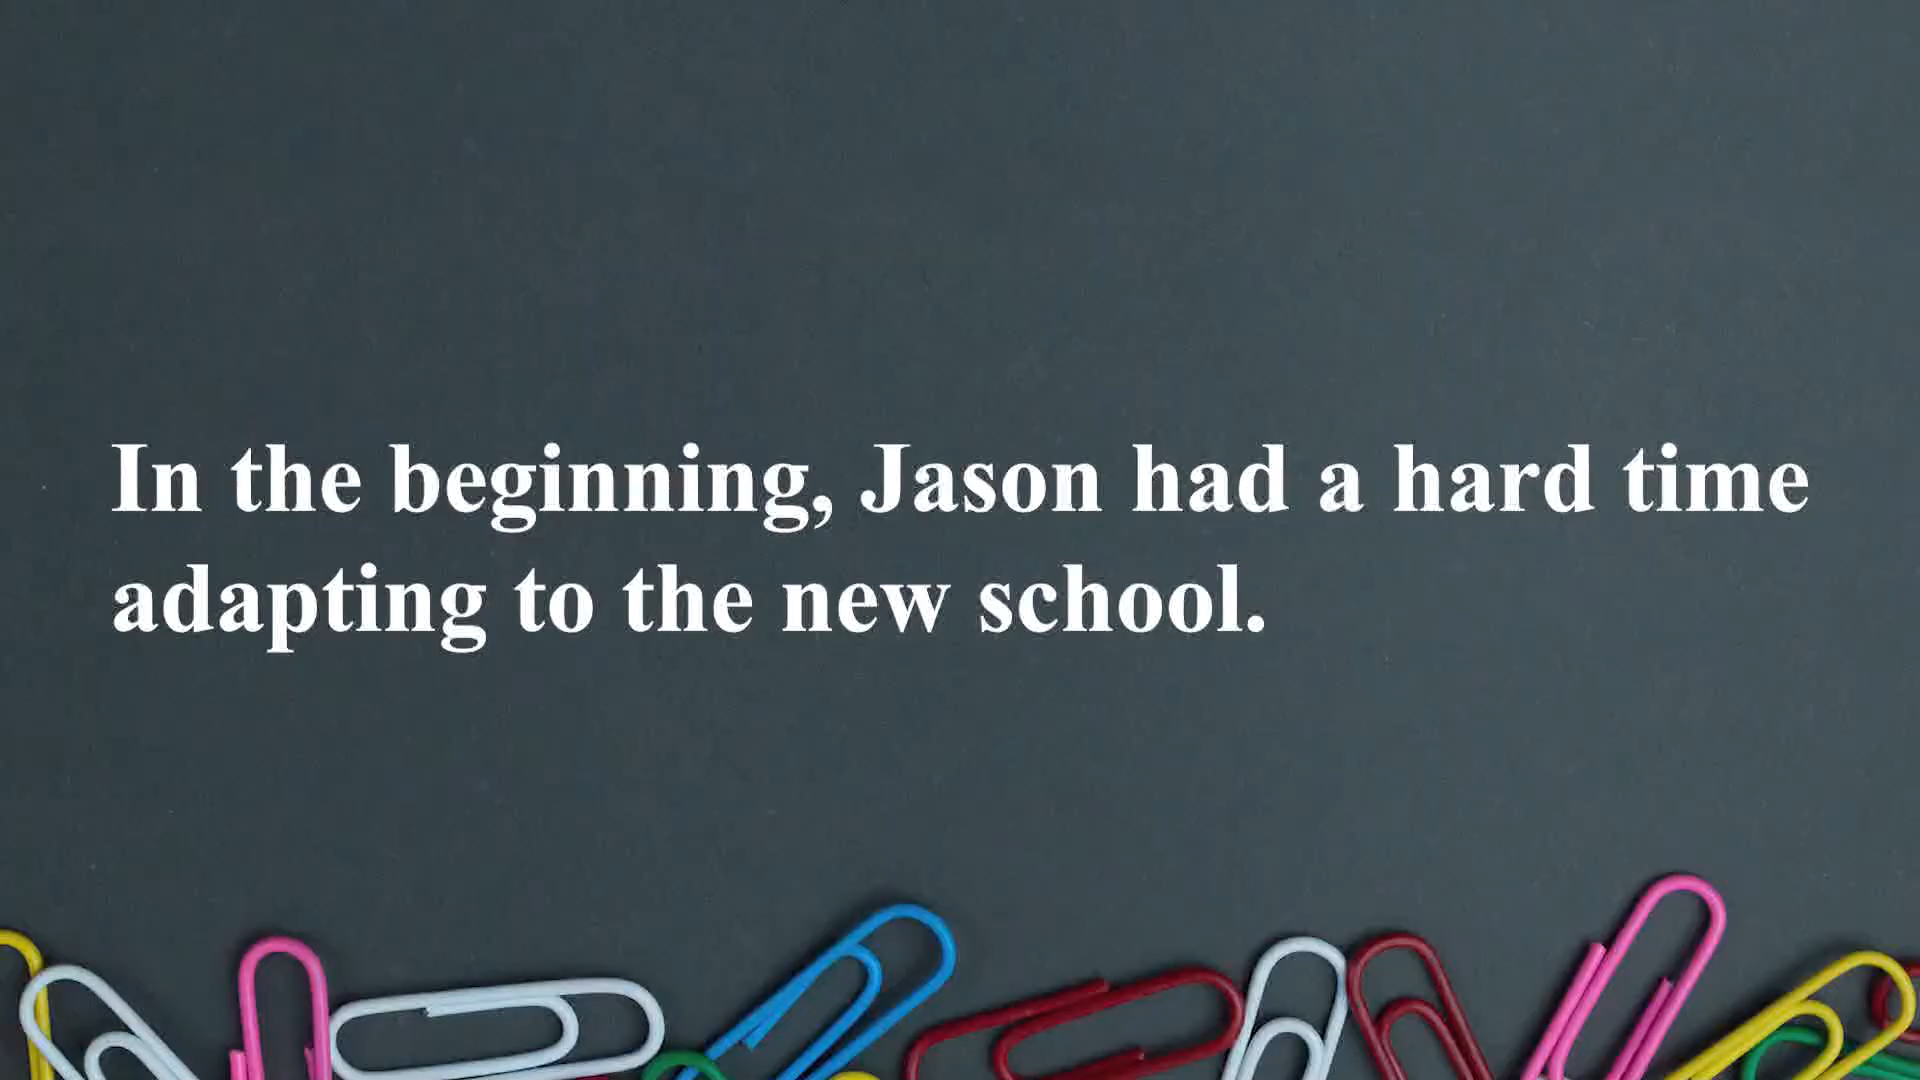 In the beginning, Jason had a hard time
adapting to the new school.